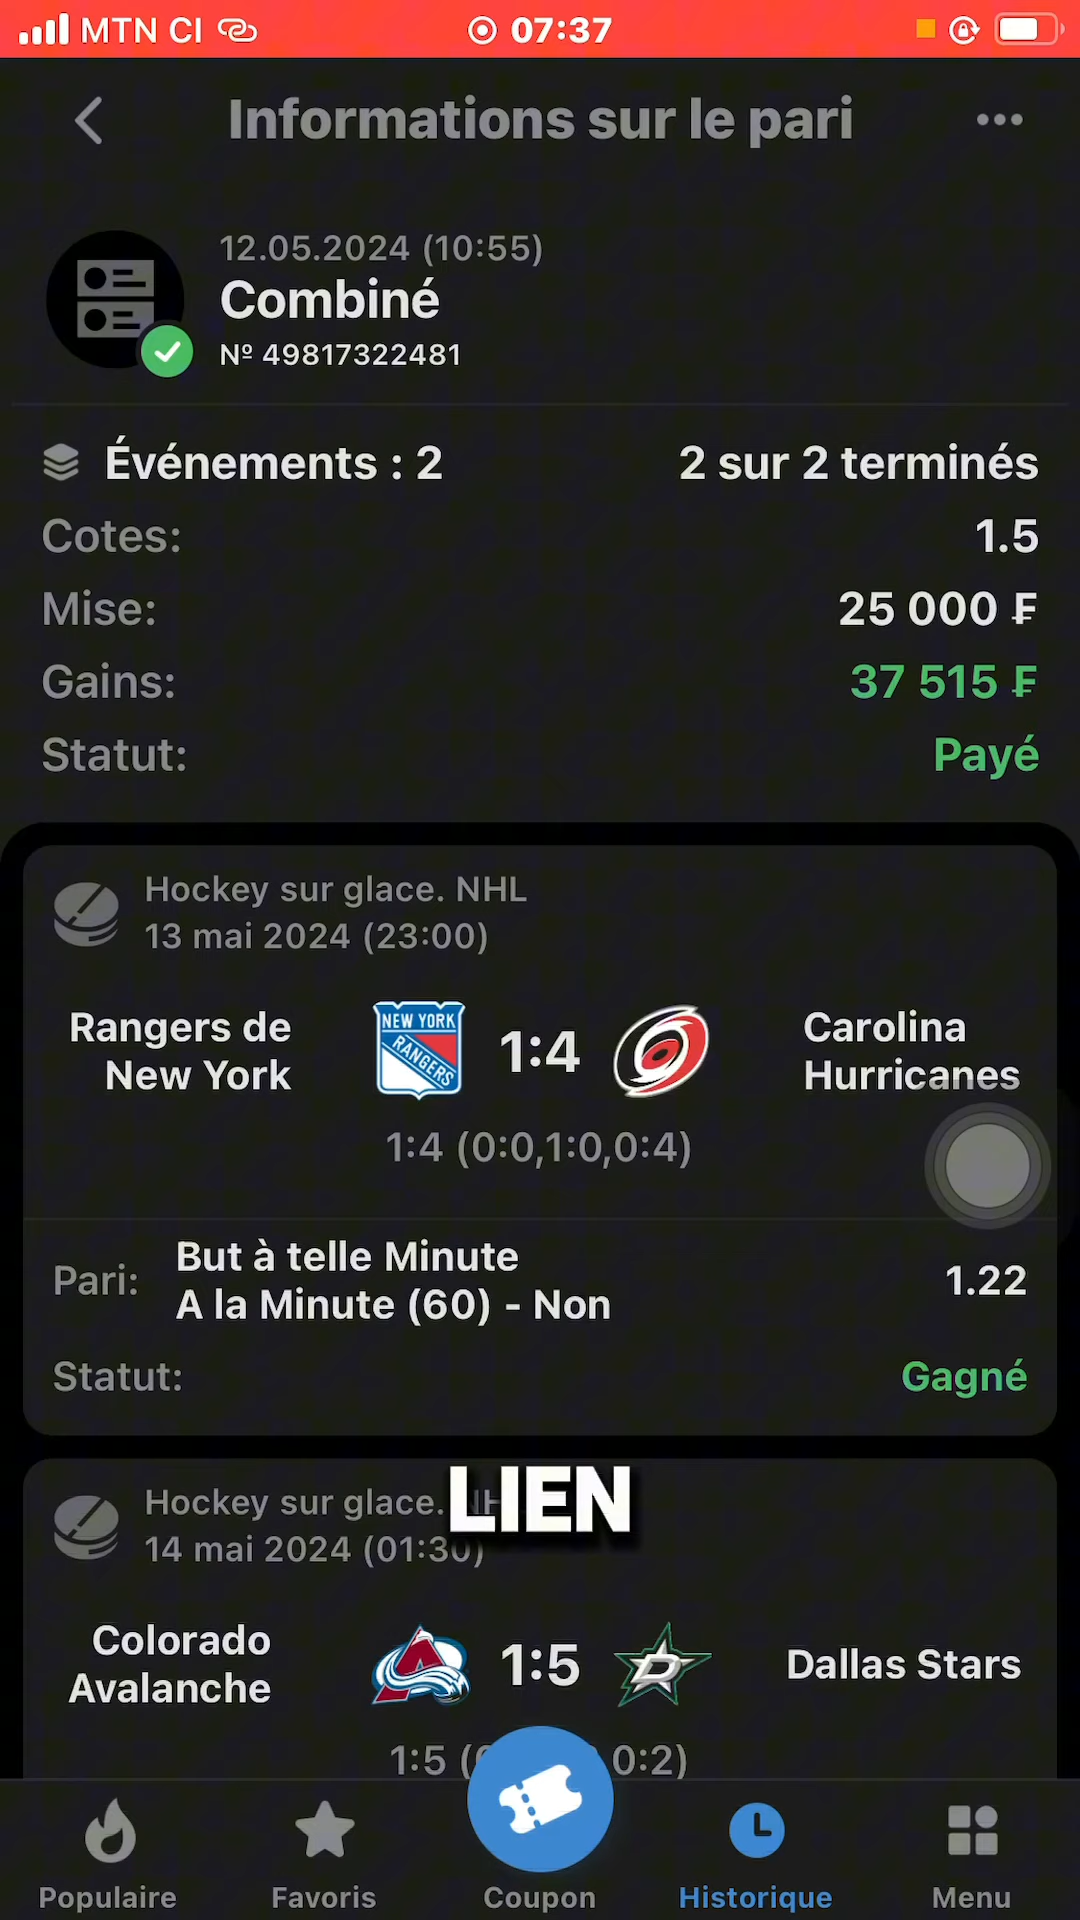 MTN CI 07:37
Informations sur le pari
12.05.2024 (10:55)
Combiné
Nº 49817322481
Événements : 2 2 sur 2 terminés
Cotes: 1.5
Mise: 25 000 ₣
Gains: 37 515 ₣
Statut: Payé
Hockey sur glace. NHL
13 mai 2024 (23:00)
Rangers de New York
NEW YORK
RANGERS
1:4
Carolina Hurricanes
1:4 (0:0,1:0,0:4)
Pari: But à telle Minute
A la Minute (60) - Non 1.22
Statut: Gagné
LIEN
Hockey sur glace.
14 mai 2024 (01:30)
Colorado Avalanche
1:5
D
Dallas Stars
1:5 ( 0:2)
Populaire Favoris Coupon Historique Menu